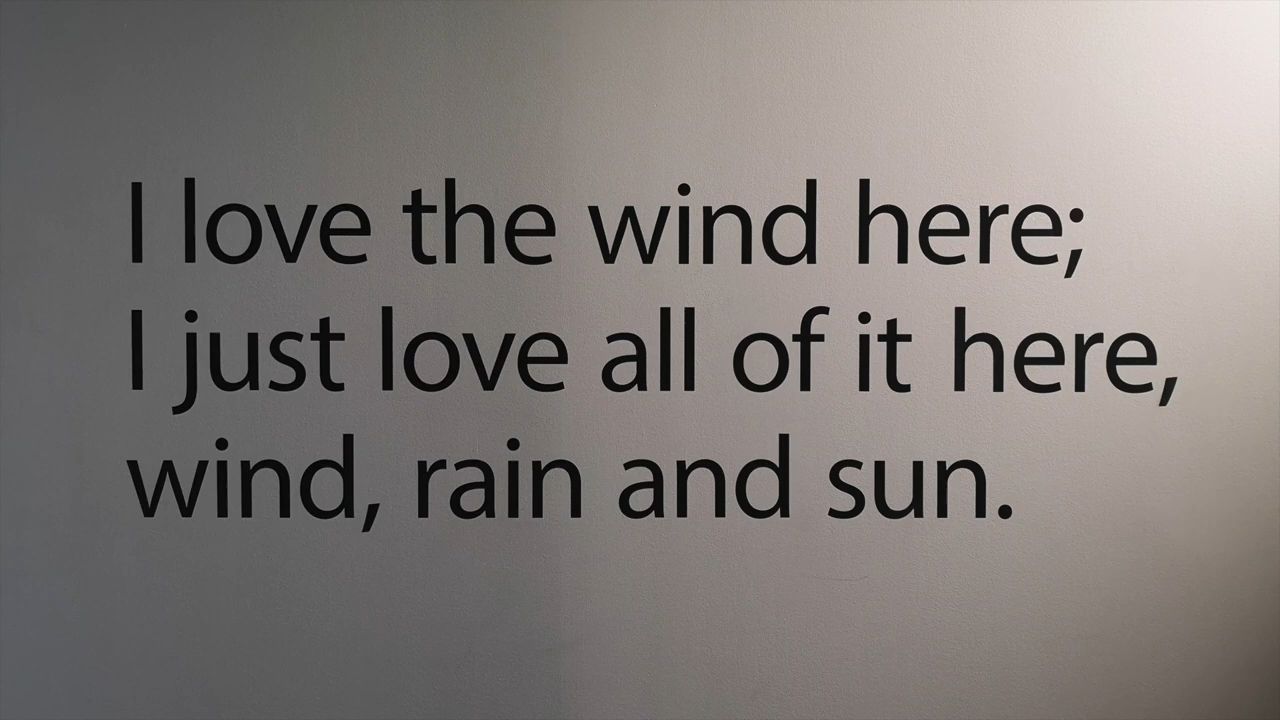 I love the wind here;
I just love all of it here,
wind, rain and sun.